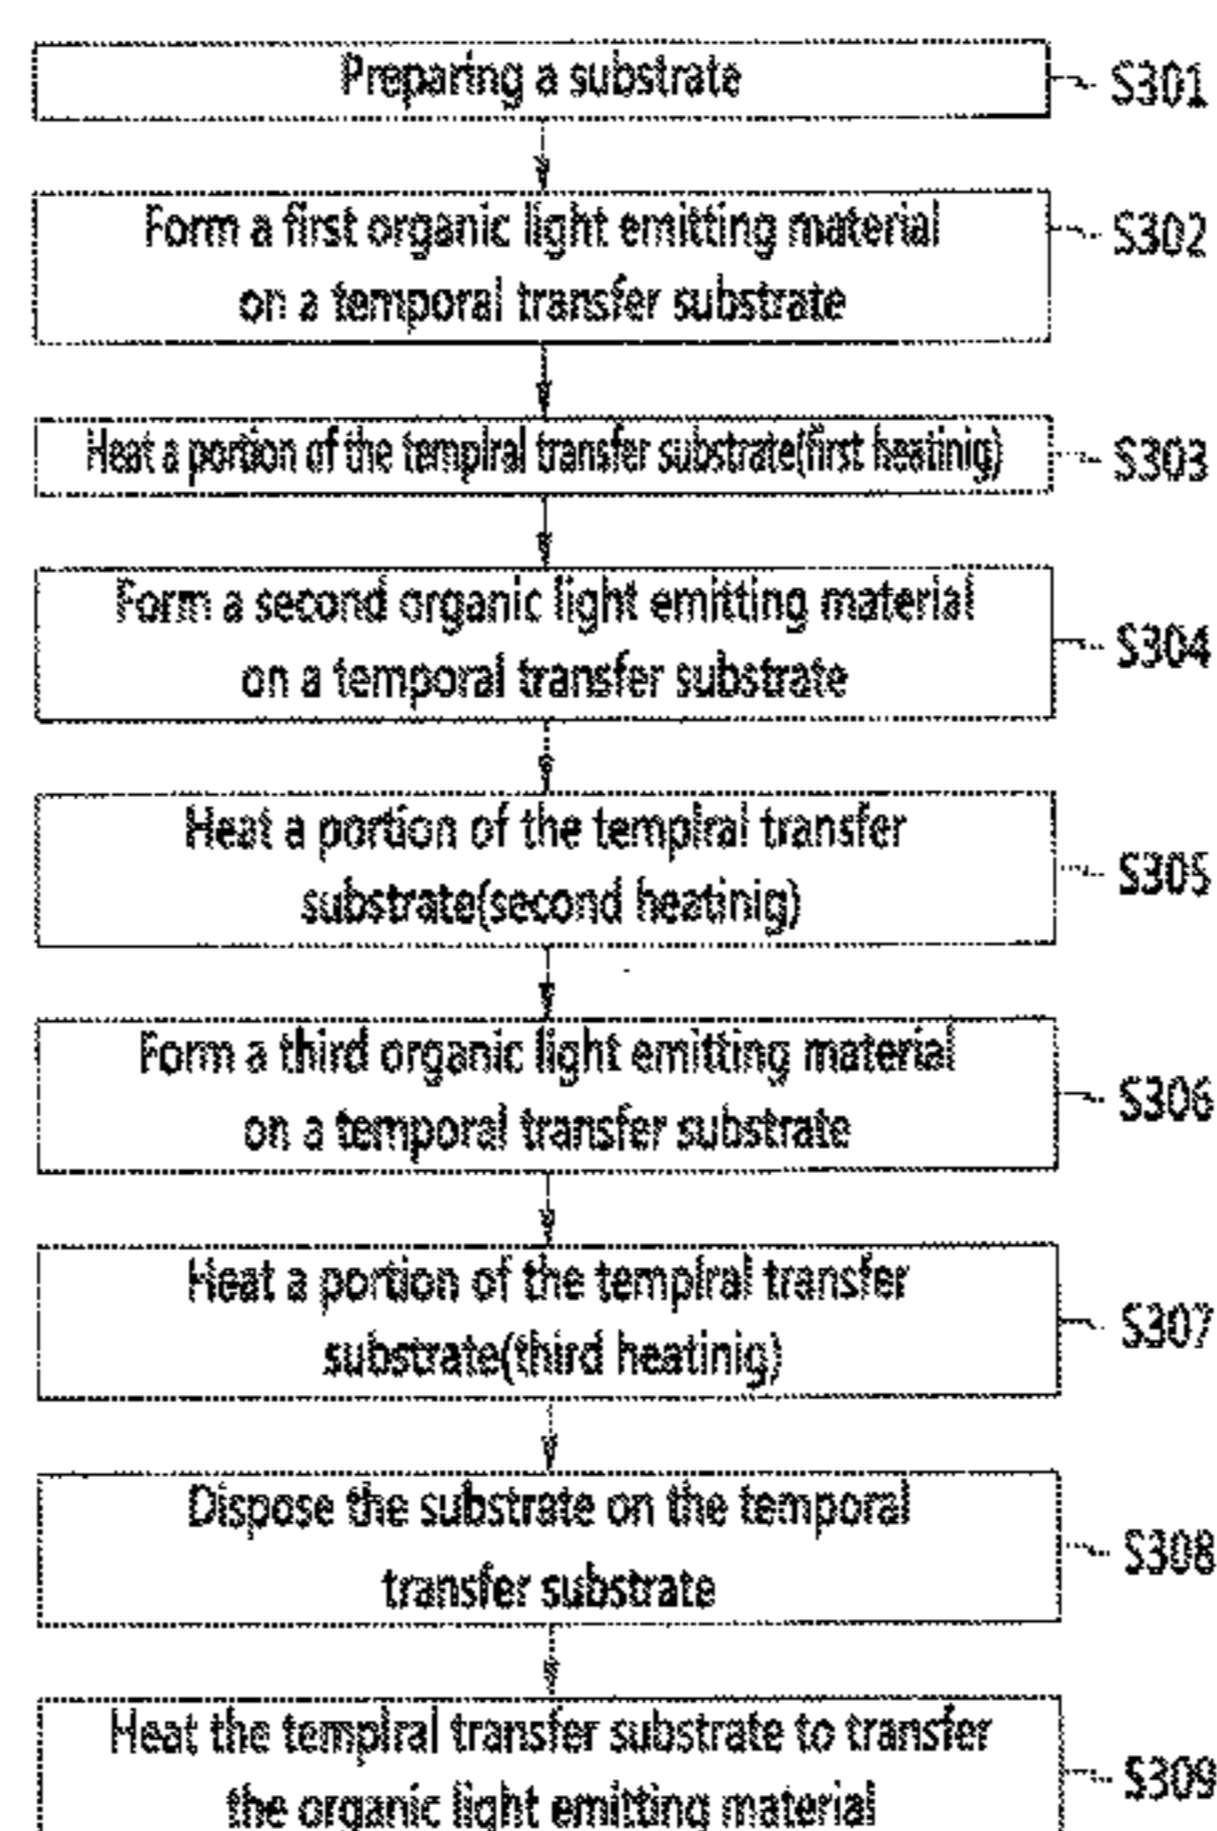 Preparing a substrate
S301
Form a first organic light emitting material
on a temporal transfer substrate
S302
Heat a portion of the tempiral transfer substrate(first heatinig)
S303
Form a second organic light emitting material
on a temporal transfer substrate
S304
Heat a portion of the tempiral transfer
substrate(second heatinig)
S305
Form a third organic light emitting material
on a temporal transfer substrate
S306
Heat a portion of the tempiral transfer
substrate(third heatinig)
S307
Dispose the substrate on the temporal
transfer substrate
S308
Heat the tempiral transfer substrate to transfer
the organic light emitting material
S309